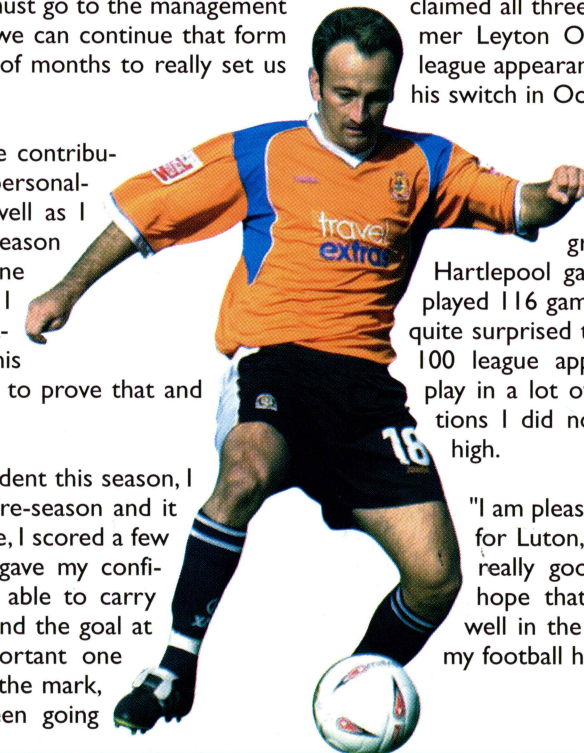 must go to the management
we can continue that form
of months to really set us
e contribu-
personal-
well as I
eason
ne
I
-
his
to prove that and
dent this season, I
re-season and it
e, I scored a few
gave my confi-
able to carry
nd the goal at
ortant one
the mark,
een going
travel
extras
18
claimed all three
mer Leyton O
league appearan
his switch in Oc
gr
Hartlepool ga
played 116 gam
quite surprised t
100 league app
play in a lot o
tions I did no
high.
"I am pleas
for Luton,
really goo
hope that
well in the
my football h